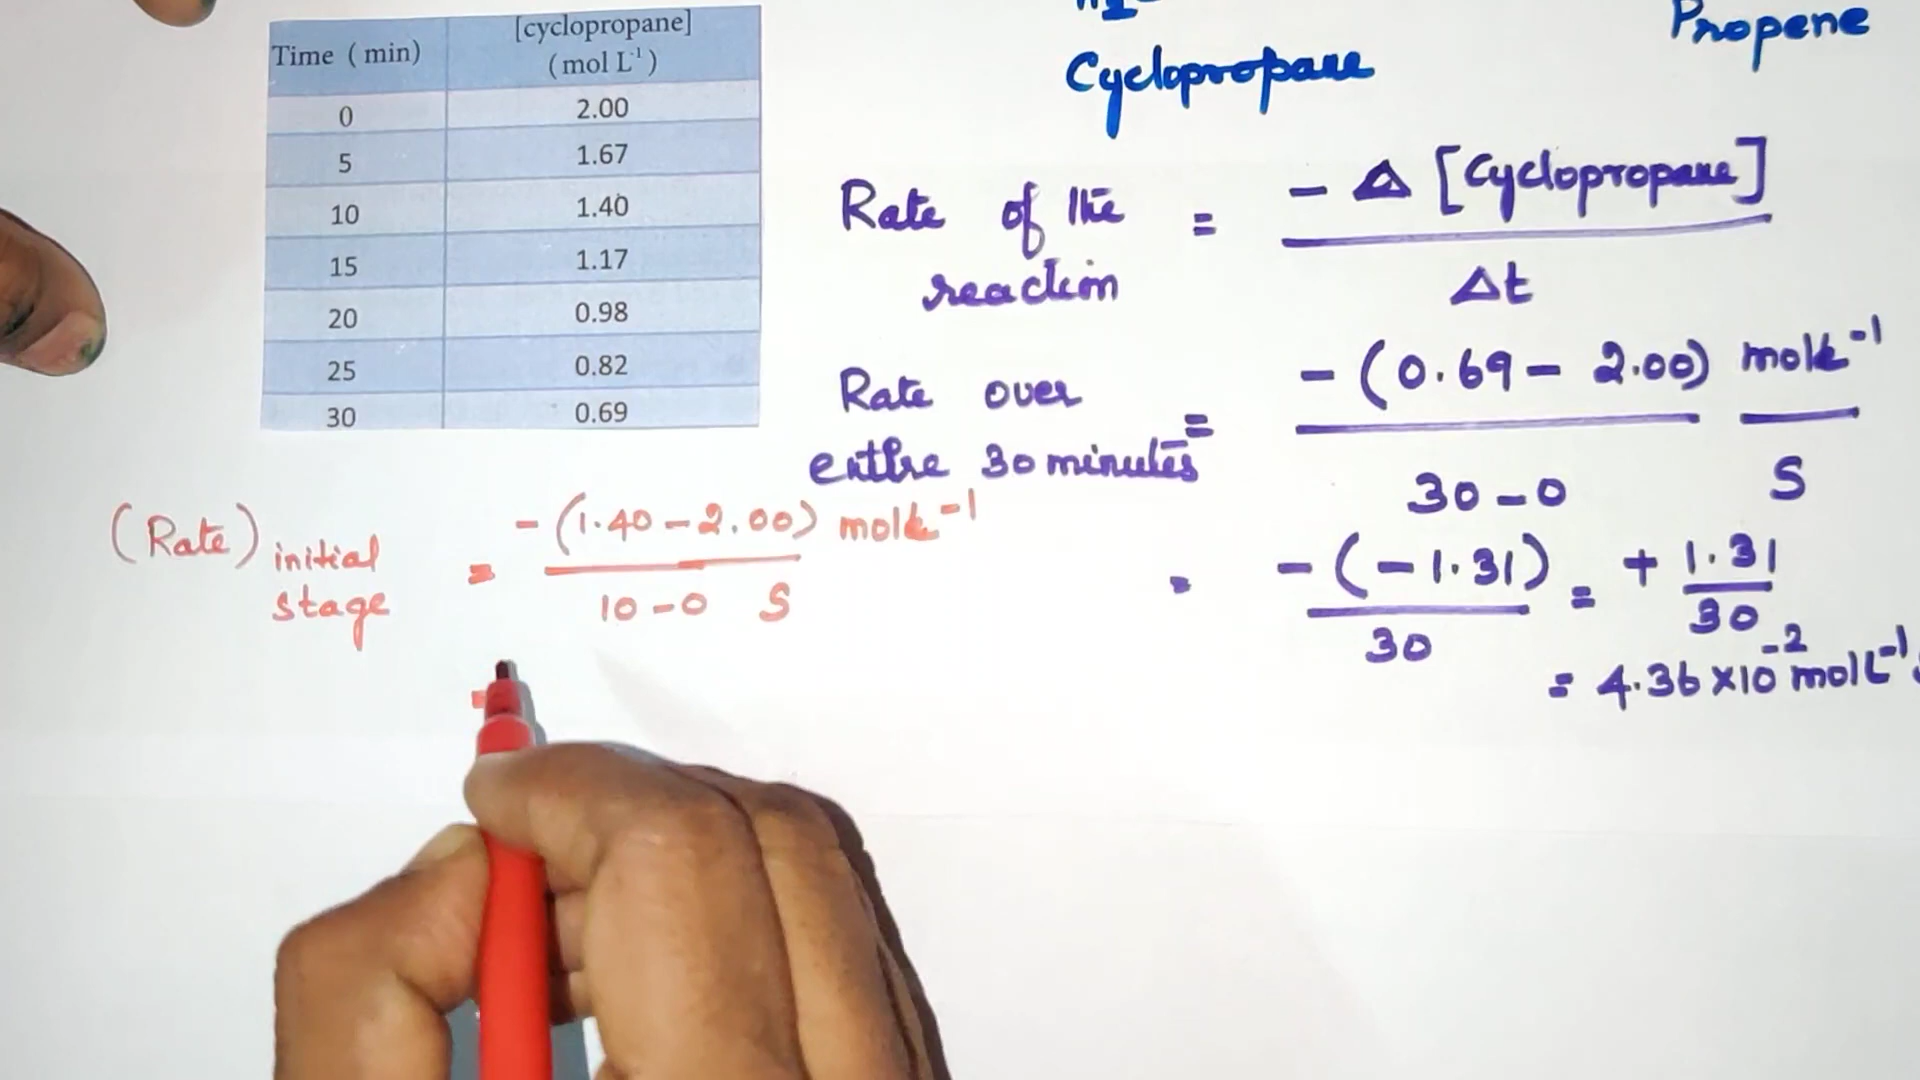 Time ( min) [cyclopropane] (mol L⁻¹)
0 2.00
5 1.67
10 1.40
15 1.17
20 0.98
25 0.82
30 0.69
Cyclopropane
Propene
Rate of the reaction = - Δ [Cyclopropane] / Δt
Rate over entire 30 minutes = - (0.69 - 2.00) / 30 - 0 molL⁻¹ / S
= - (-1.31) / 30 = + 1.31 / 30
= 4.36 x10⁻² molL⁻¹
(Rate) initial stage = - (1.40 - 2.00) molL⁻¹ / 10 - 0 S
=